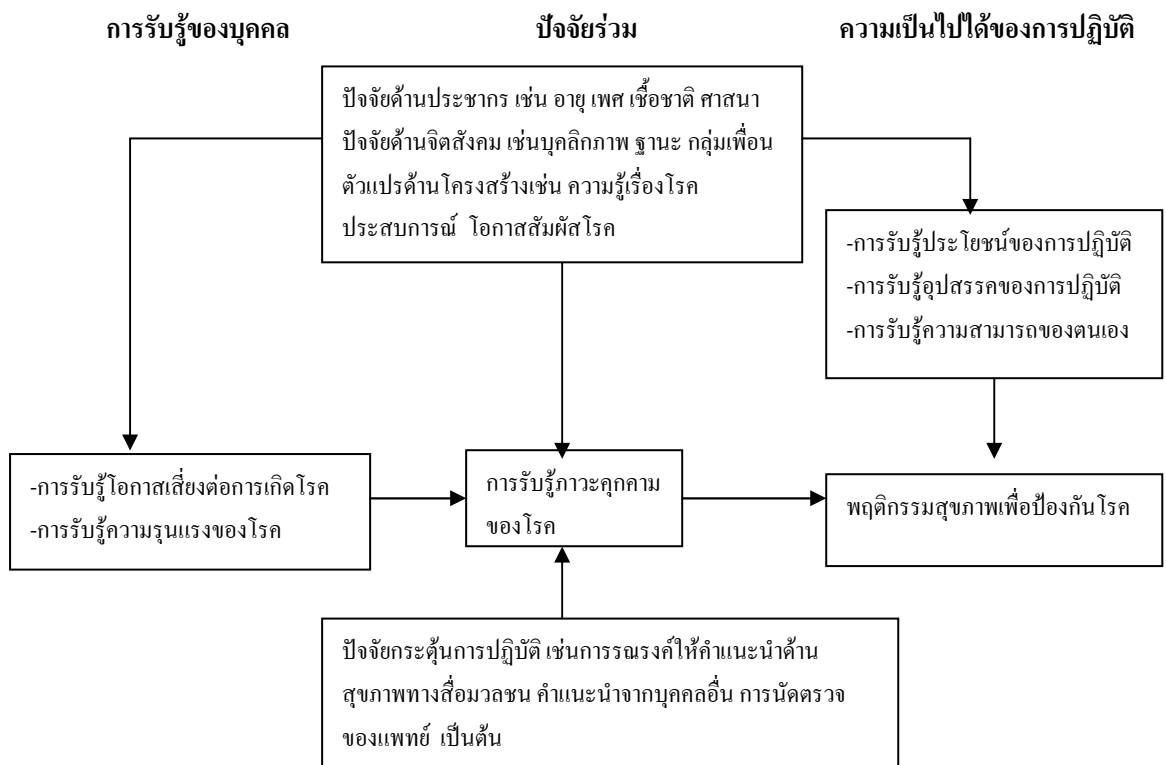 การรับรู้ของบุคคล
ปัจจัยร่วม
ความเป็นไปได้ของการปฏิบัติ
ปัจจัยด้านประชากร เช่น อายุ เพศ เชื้อชาติ ศาสนา
ปัจจัยด้านจิตสังคม เช่นบุคลิกภาพ ฐานะ กลุ่มเพื่อน
ตัวแปรด้านโครงสร้างเช่น ความรู้เรื่องโรค
ประสบการณ์ โอกาสสัมผัสโรค
-การรับรู้ประโยชน์ของการปฏิบัติ
-การรับรู้อุปสรรคของการปฏิบัติ
-การรับรู้ความสามารถของตนเอง
-การรับรู้โอกาสเสี่ยงต่อการเกิดโรค
-การรับรู้ความรุนแรงของโรค
การรับรู้ภาวะคุกคาม
ของโรค
พฤติกรรมสุขภาพเพื่อป้องกันโรค
ปัจจัยกระตุ้นการปฏิบัติ เช่นการรณรงค์ให้คำแนะนำด้าน
สุขภาพทางสื่อมวลชน คำแนะนำจากบุคคลอื่น การนัดตรวจ
ของแพทย์ เป็นต้น